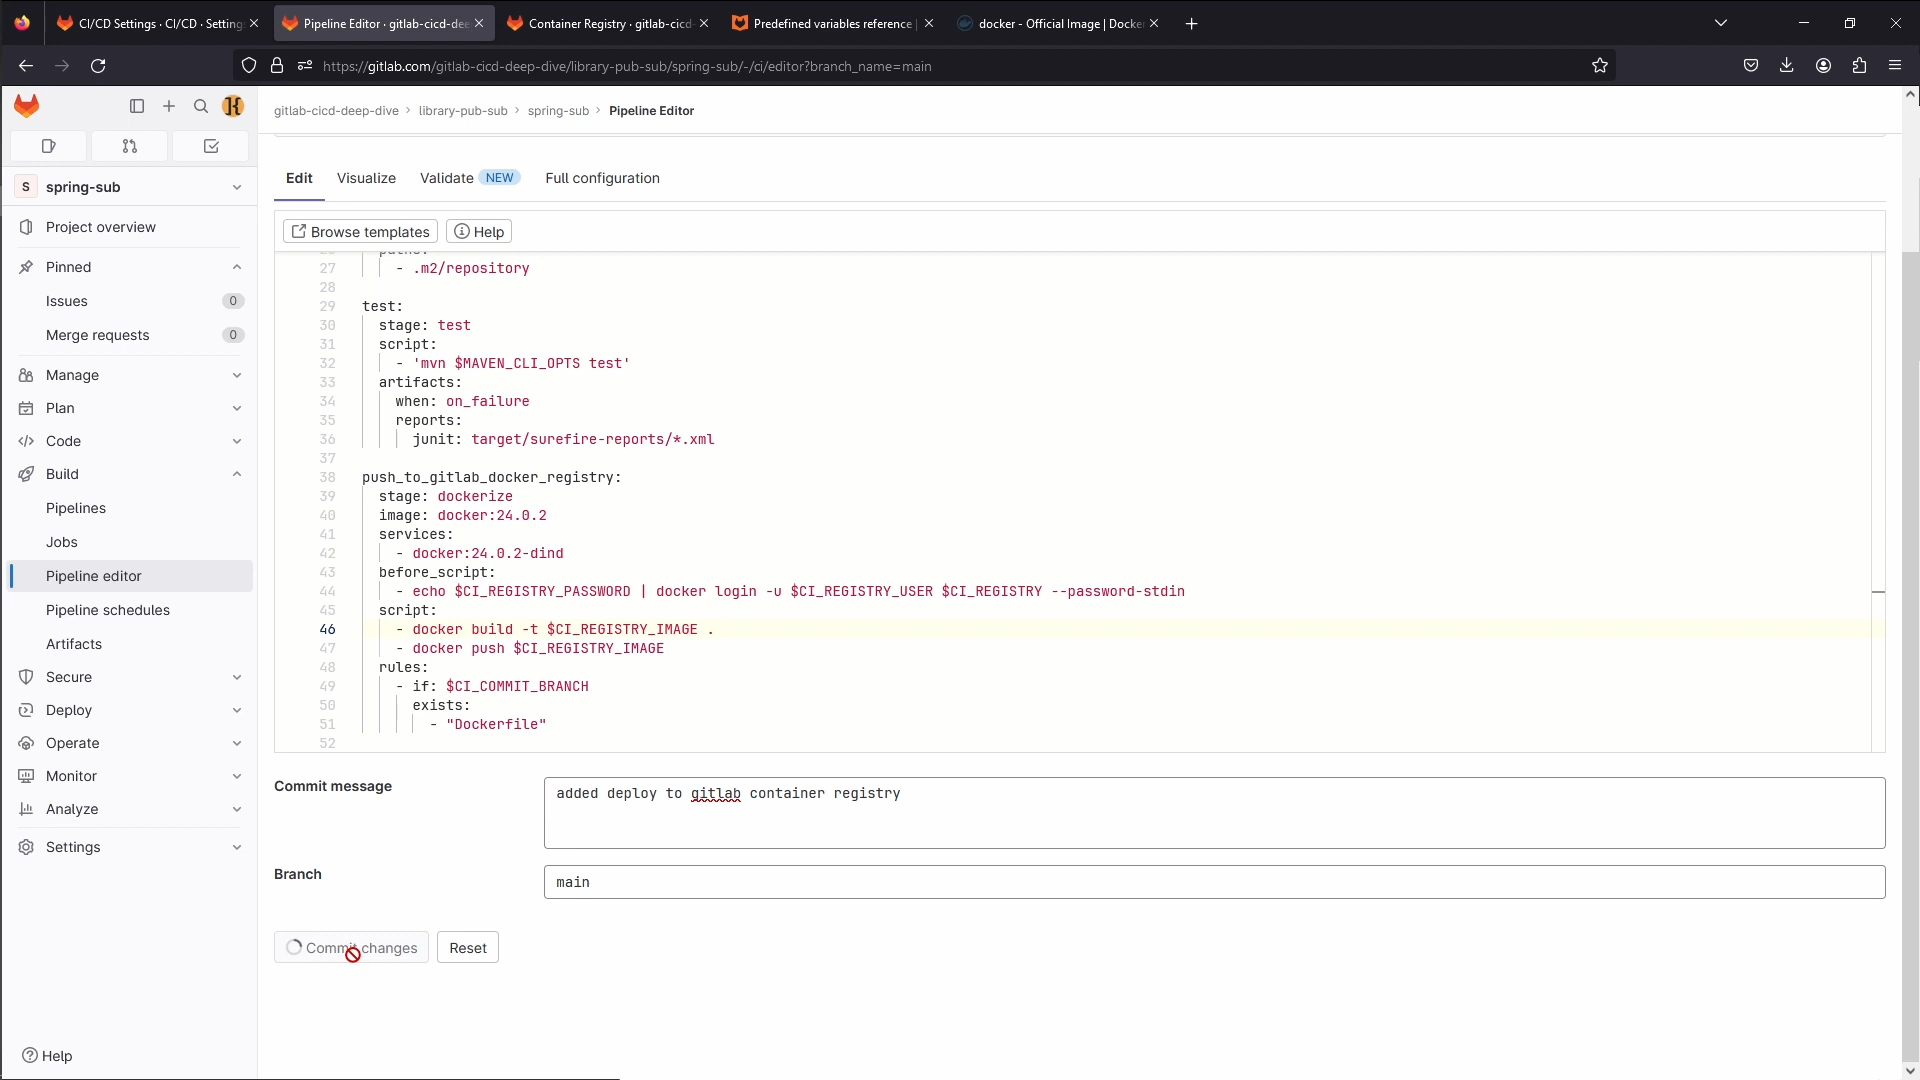 CI/CD Settings · CI/CD · Setting
Pipeline Editor · gitlab-cicd-dee
Container Registry · gitlab-cicd-
Predefined variables reference |
docker - Official Image | Docke
https://gitlab.com/gitlab-cicd-deep-dive/library-pub-sub/spring-sub/-/ci/editor?branch_name=main
gitlab-cicd-deep-dive › library-pub-sub › spring-sub › Pipeline Editor
S spring-sub
Project overview
Pinned
Issues 0
Merge requests 0
Manage
Plan
Code
Build
Pipelines
Jobs
Pipeline editor
Pipeline schedules
Artifacts
Secure
Deploy
Operate
Monitor
Analyze
Settings
Help
Edit Visualize Validate NEW Full configuration
Browse templates Help
26 paths:
27 - .m2/repository
28
29 test:
30 stage: test
31 script:
32 - 'mvn $MAVEN_CLI_OPTS test'
33 artifacts:
34 when: on_failure
35 reports:
36 junit: target/surefire-reports/*.xml
37
38 push_to_gitlab_docker_registry:
39 stage: dockerize
40 image: docker:24.0.2
41 services:
42 - docker:24.0.2-dind
43 before_script:
44 - echo $CI_REGISTRY_PASSWORD | docker login -u $CI_REGISTRY_USER $CI_REGISTRY --password-stdin
45 script:
46 - docker build -t $CI_REGISTRY_IMAGE .
47 - docker push $CI_REGISTRY_IMAGE
48 rules:
49 - if: $CI_COMMIT_BRANCH
50 exists:
51 - "Dockerfile"
52
Commit message
added deploy to gitlab container registry
Branch
main
Commit changes Reset